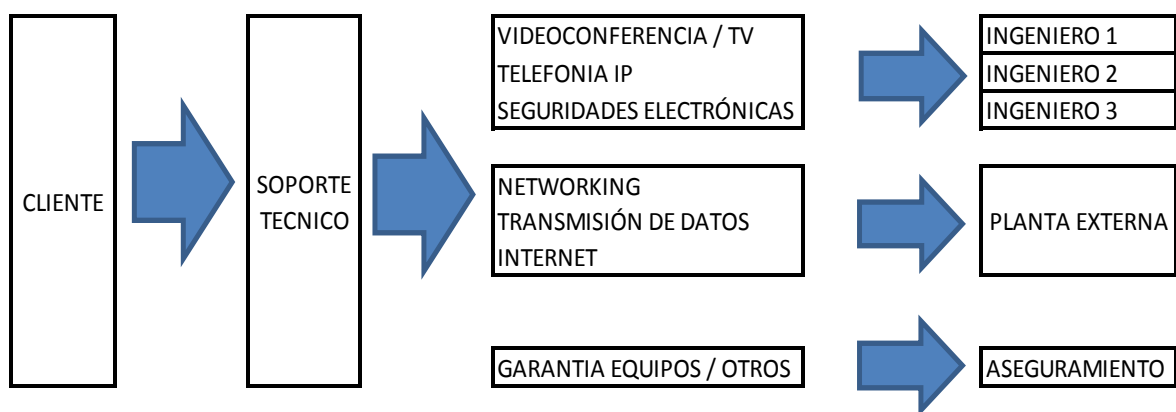 CLIENTE
SOPORTE
TECNICO
VIDEOCONFERENCIA / TV
TELEFONIA IP
SEGURIDADES ELECTRÓNICAS
INGENIERO 1
INGENIERO 2
INGENIERO 3
NETWORKING
TRANSMISIÓN DE DATOS
INTERNET
PLANTA EXTERNA
GARANTIA EQUIPOS / OTROS
ASEGURAMIENTO